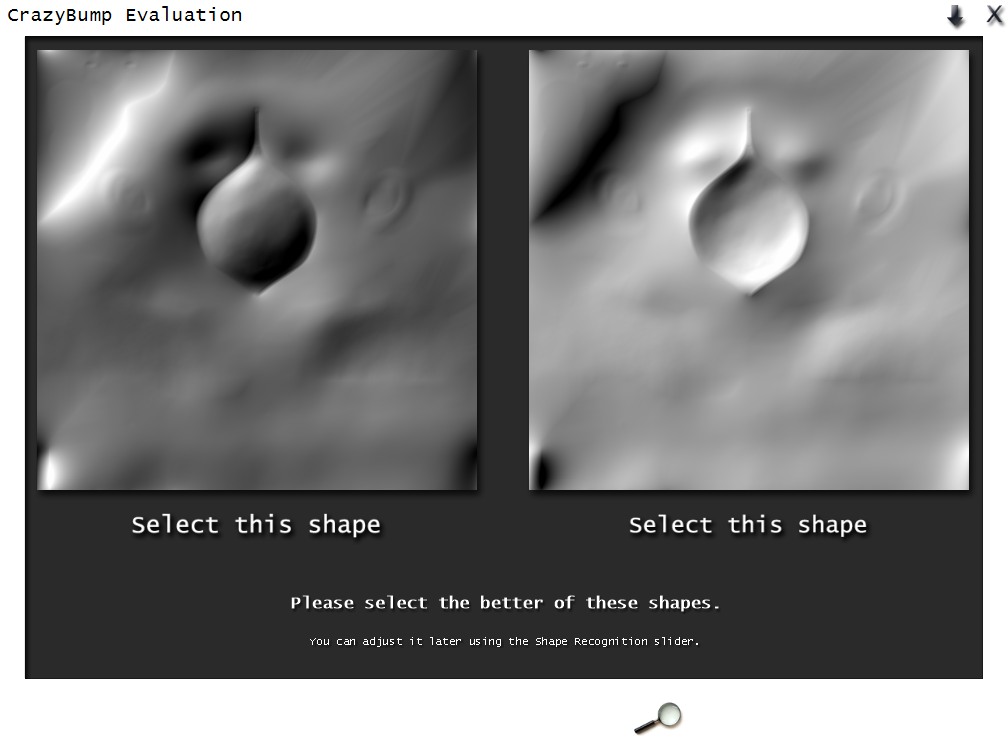 CrazyBump Evaluation
Select this shape
Select this shape
Please select the better of these shapes.
You can adjust it later using the Shape Recognition slider.